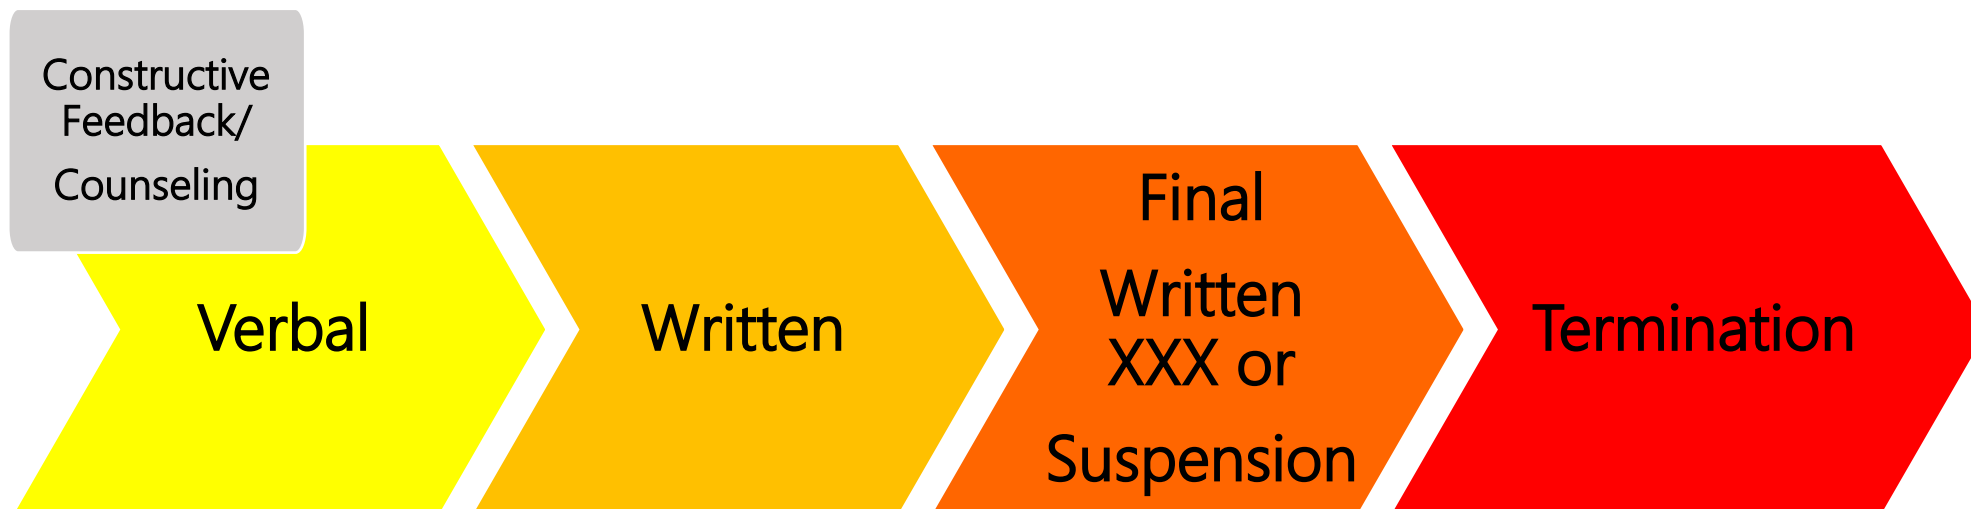 Constructive
Feedback/
Counseling
Verbal
Written
Final
Written
XXX or
Suspension
Termination